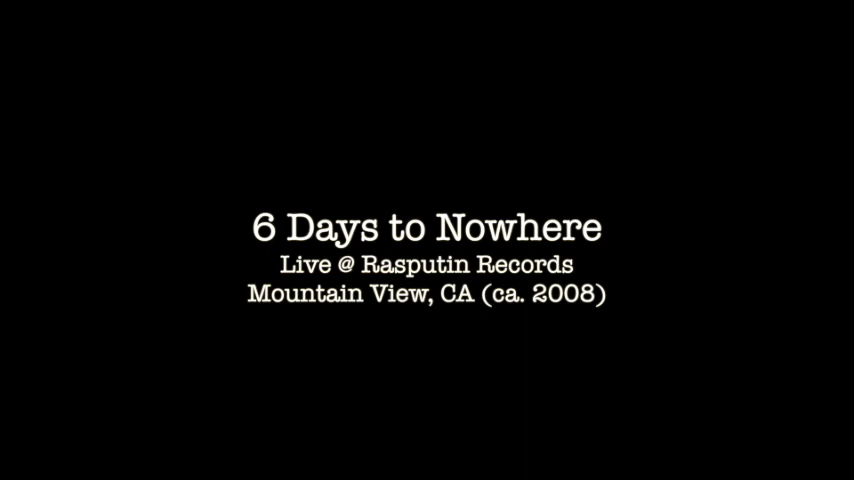 6 Days to Nowhere
Live @ Rasputin Records
Mountain View, CA (ca. 2008)